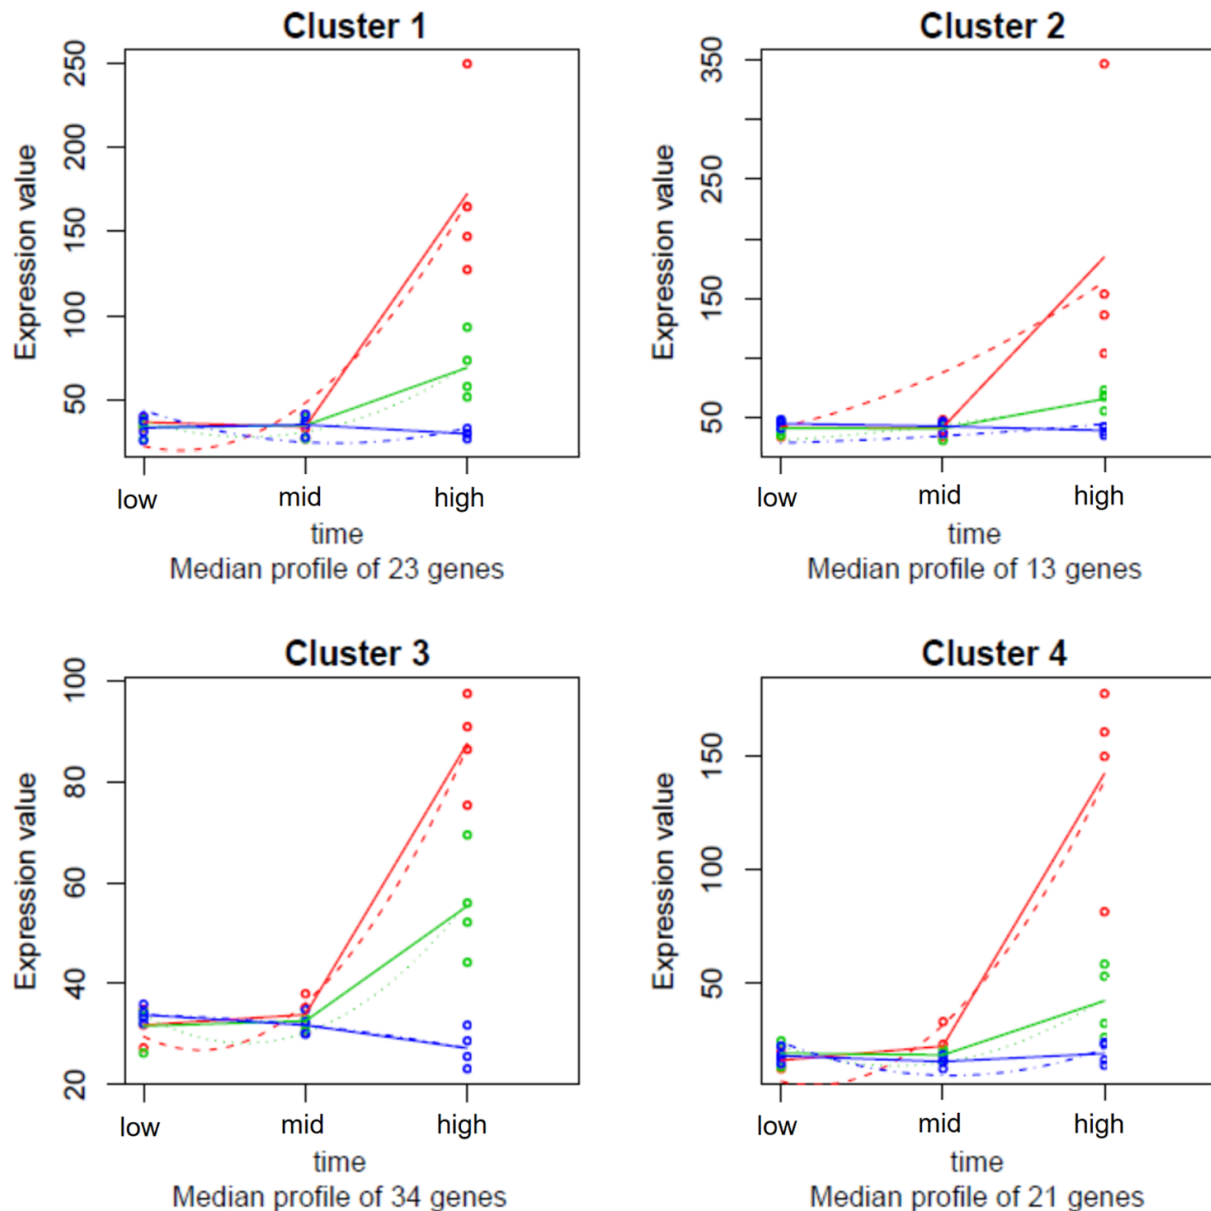 Cluster 1
Expression value
250
200
150
100
50
low
mid
high
time
Median profile of 23 genes
Cluster 2
Expression value
350
250
150
50
low
mid
high
time
Median profile of 13 genes
Cluster 3
Expression value
100
80
60
40
20
low
mid
high
time
Median profile of 34 genes
Cluster 4
Expression value
150
100
50
low
mid
high
time
Median profile of 21 genes